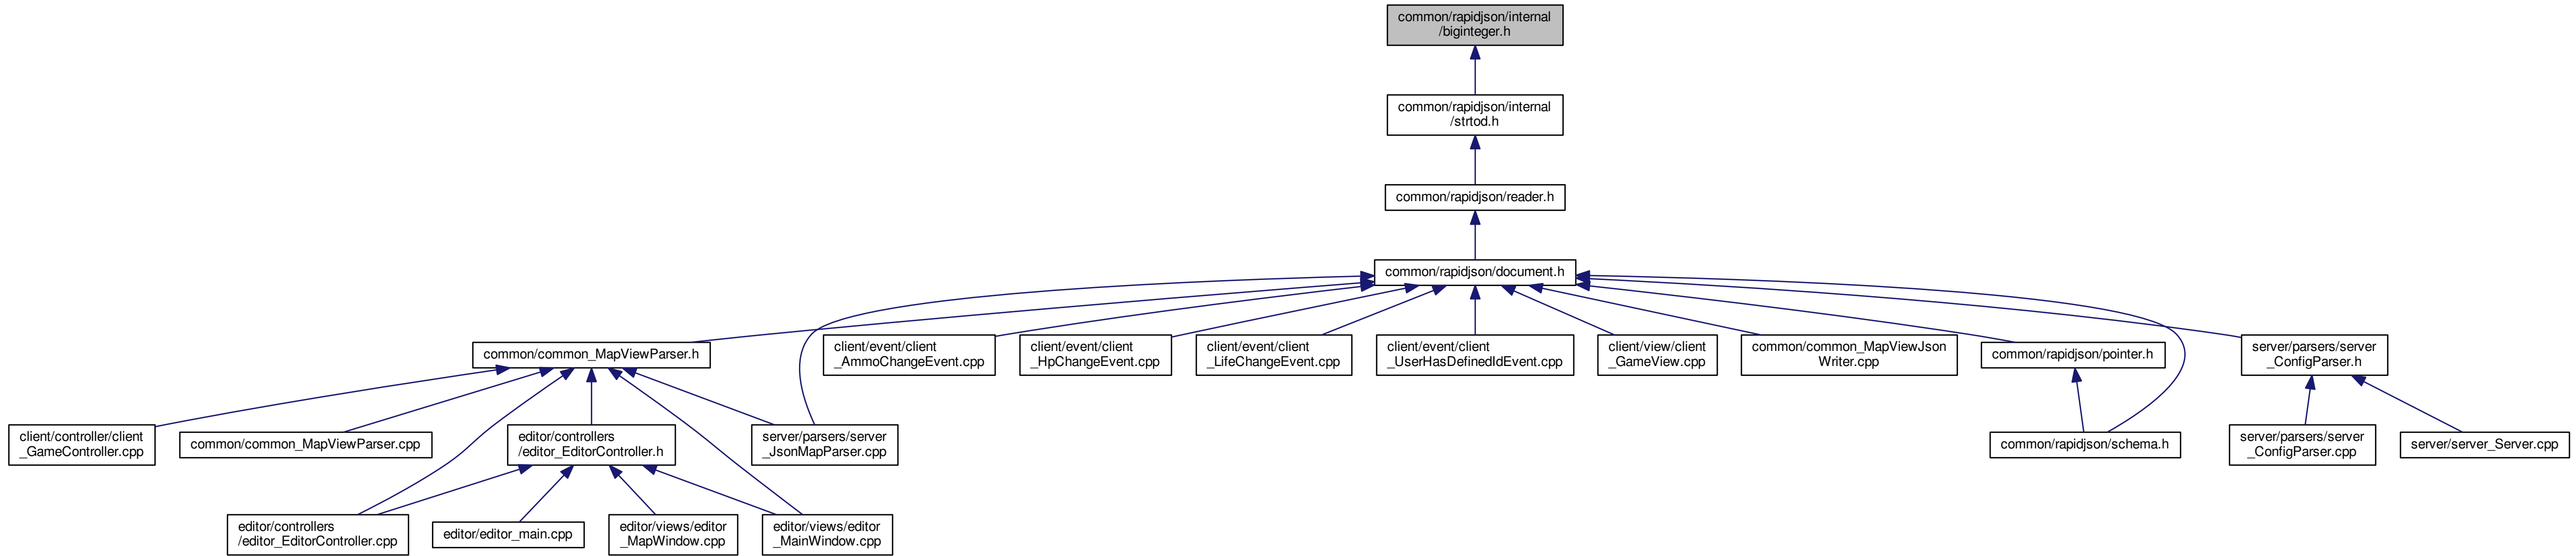 common/rapidjson/internal
/biginteger.h
common/rapidjson/internal
/strtod.h
common/rapidjson/reader.h
common/rapidjson/document.h
common/common_MapViewParser.h
client/event/client
_AmmoChangeEvent.cpp
client/event/client
_HpChangeEvent.cpp
client/event/client
_LifeChangeEvent.cpp
client/event/client
_UserHasDefinedIdEvent.cpp
client/view/client
_GameView.cpp
common/common_MapViewJson
Writer.cpp
common/rapidjson/pointer.h
server/parsers/server
_ConfigParser.h
client/controller/client
_GameController.cpp
common/common_MapViewParser.cpp
editor/controllers
/editor_EditorController.h
server/parsers/server
_JsonMapParser.cpp
common/rapidjson/schema.h
server/parsers/server
_ConfigParser.cpp
server/server_Server.cpp
editor/controllers
/editor_EditorController.cpp
editor/editor_main.cpp
editor/views/editor
_MapWindow.cpp
editor/views/editor
_MainWindow.cpp